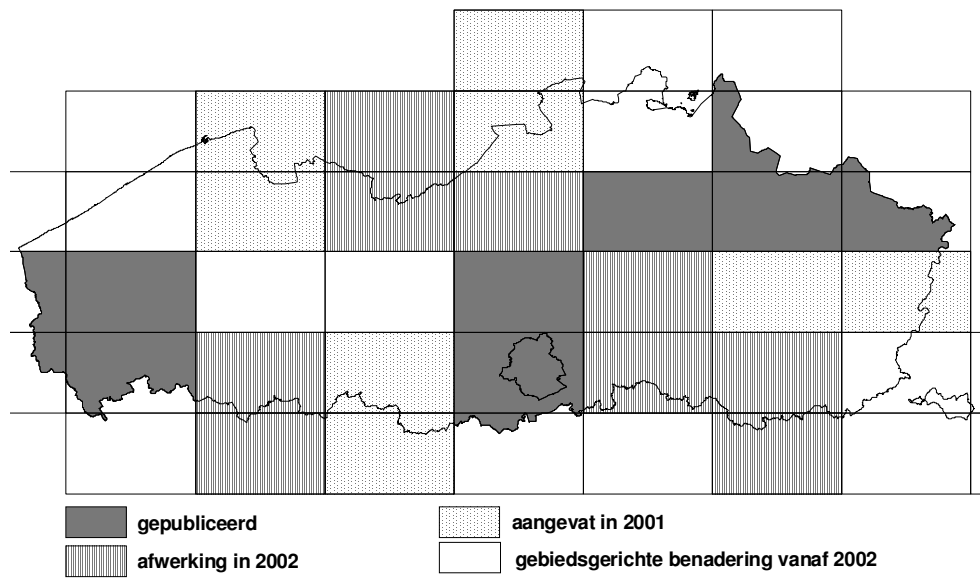 gepubliceerd
afwerking in 2002
aangevat in 2001
gebiedsgerichte benadering vanaf 2002